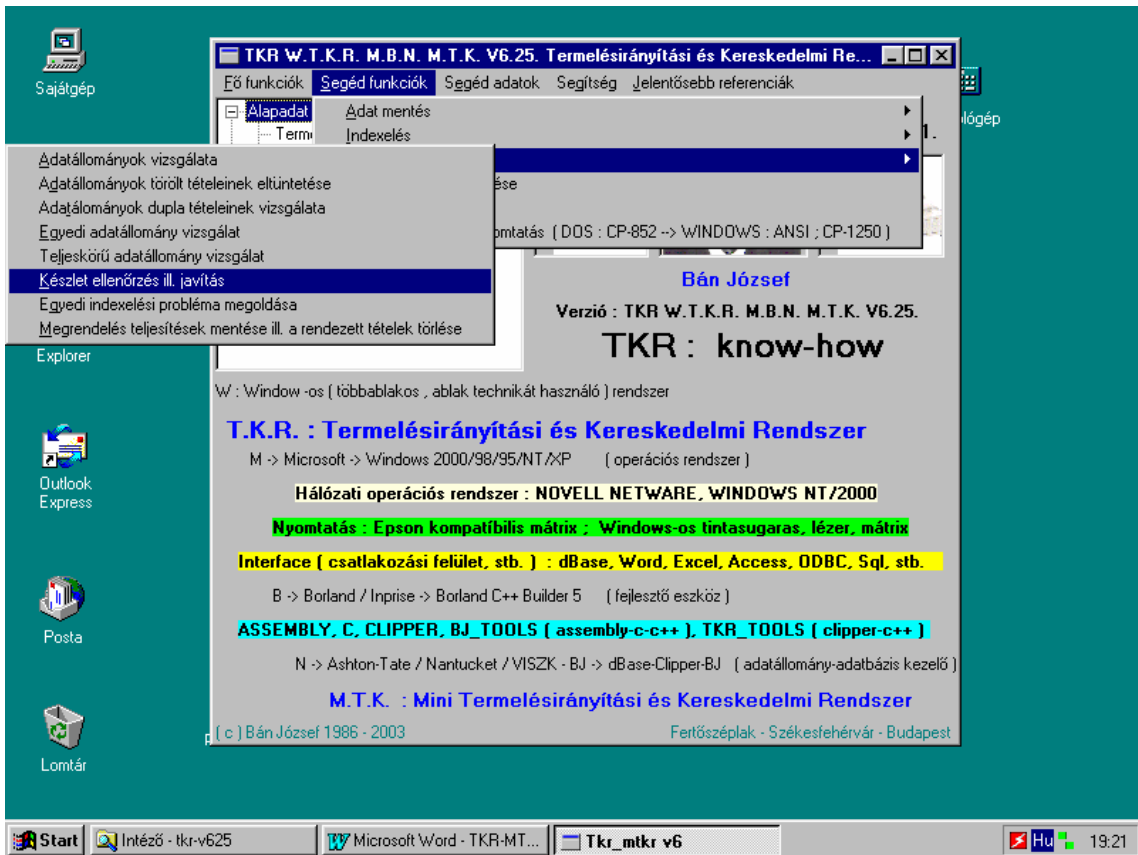 Sajátgép
TKR W.T.K.R. M.B.N. M.T.K. V6.25. Termelésirányítási és Kereskedelmi Re...
Fő funkciók Segéd funkciók Segéd adatok Segítség Jelentősebb referenciák
Alapadat
Adat mentés
Indexelés
1.
Adatállományok vizsgálata
Adatállományok törölt tételeinek eltüntetése
Adatálományok dupla tételeinek vizsgálata
Egyedi adatállomány vizsgálat
Teljeskörű adatállomány vizsgálat
Készlet ellenőrzés ill. javítás
Egyedi indexelési probléma megoldása
Megrendelés teljesítések mentése ill. a rendezett tételek törlése
ése
omtatás ( DOS : CP-852 --> WINDOWS : ANSI ; CP-1250 )
lógép
Bán József
Verzió : TKR W.T.K.R. M.B.N. M.T.K. V6.25.
TKR : know-how
Explorer
W : Window -os ( többablakos , ablak technikát használó ) rendszer
T.K.R. : Termelésirányítási és Kereskedelmi Rendszer
M -> Microsoft -> Windows 2000/98/95/NT/XP ( operációs rendszer )
Hálózati operációs rendszer : NOVELL NETWARE, WINDOWS NT/2000
Nyomtatás : Epson kompatíbilis mátrix ; Windows-os tintasugaras, lézer, mátrix
Interface ( csatlakozási felület, stb. ) : dBase, Word, Excel, Access, ODBC, Sql, stb.
B -> Borland / Inprise -> Borland C++ Builder 5 ( fejlesztő eszköz )
ASSEMBLY, C, CLIPPER, BJ_TOOLS ( assembly-c-c++ ), TKR_TOOLS ( clipper-c++ )
N -> Ashton-Tate / Nantucket / VISZK - BJ -> dBase-Clipper-BJ ( adatállomány-adatbázis kezelő )
M.T.K. : Mini Termelésirányítási és Kereskedelmi Rendszer
( c ) Bán József 1986 - 2003
Fertőszéplak - Székesfehérvár - Budapest
Outlook
Express
Posta
Lomtár
Start
Intéző - tkr-v625
Microsoft Word - TKR-MT...
Tkr_mtkr v6
Hu
19:21